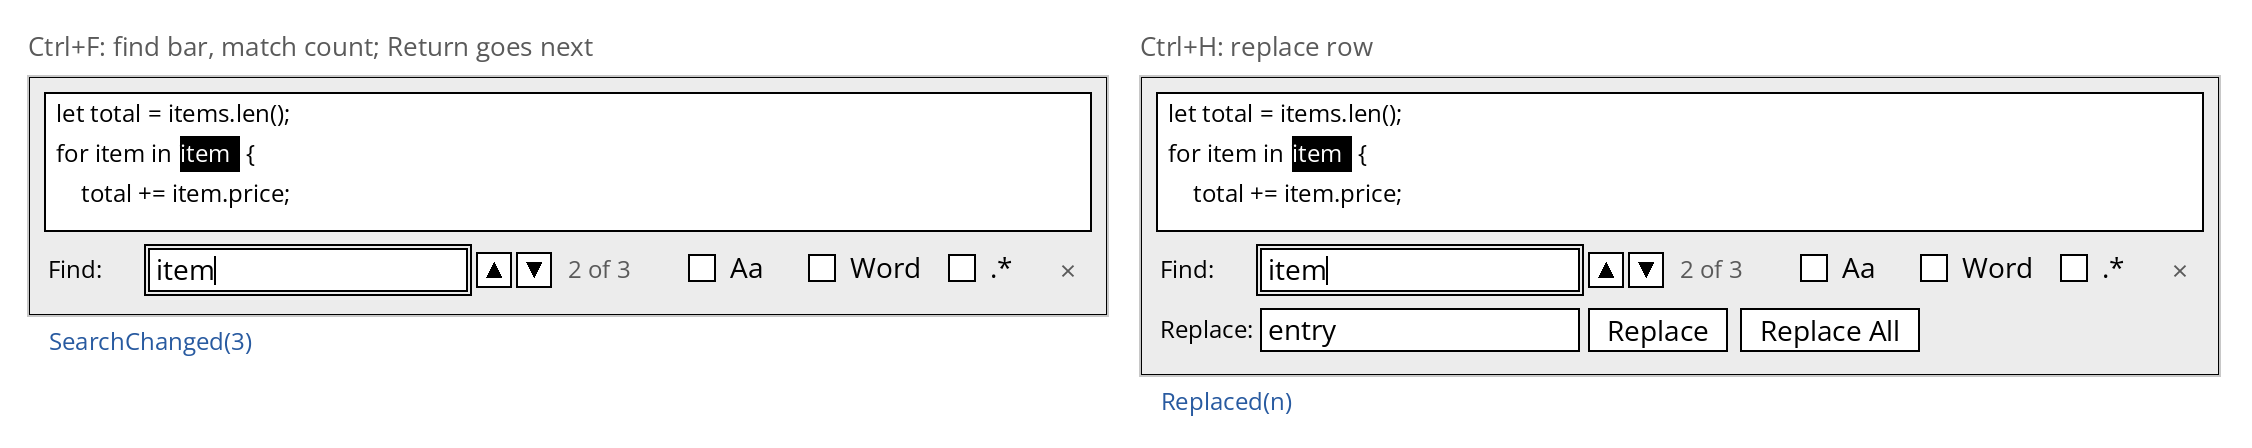 Ctrl+F: find bar, match count; Return goes next
let total = items.len();
for item in item {
total += item.price;
Find: item ▲ ▼ 2 of 3 Aa Word .* ×
SearchChanged(3)
Ctrl+H: replace row
let total = items.len();
for item in item {
total += item.price;
Find: item ▲ ▼ 2 of 3 Aa Word .* ×
Replace: entry Replace Replace All
Replaced(n)